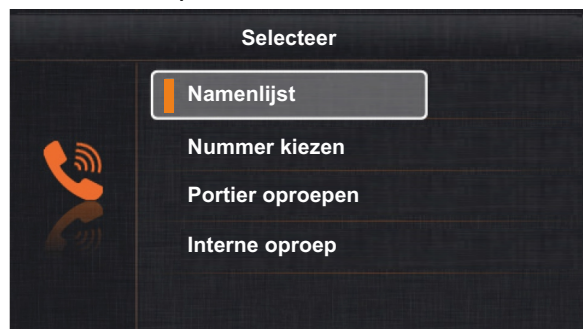 Selecteer
Namenlijst
Nummer kiezen
Portier oproepen
Interne oproep